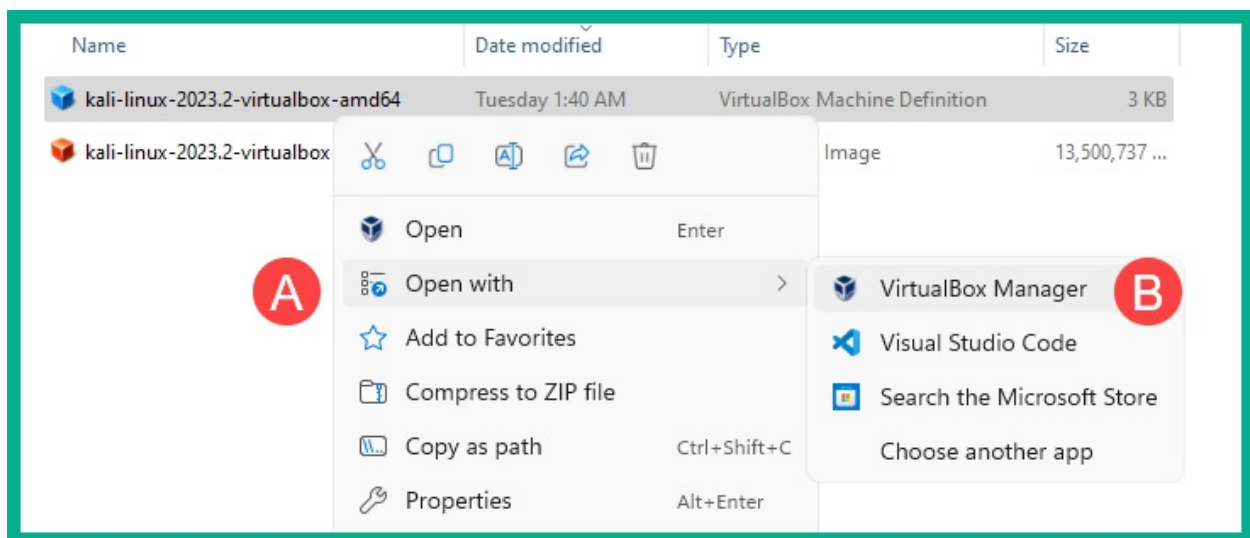 Name Date modified Type Size
kali-linux-2023.2-virtualbox-amd64 Tuesday 1:40 AM VirtualBox Machine Definition 3 KB
kali-linux-2023.2-virtualbox Image 13,500,737 ...
Open Enter
A Open with VirtualBox Manager B
Add to Favorites Visual Studio Code
Compress to ZIP file Search the Microsoft Store
Copy as path Ctrl+Shift+C Choose another app
Properties Alt+Enter